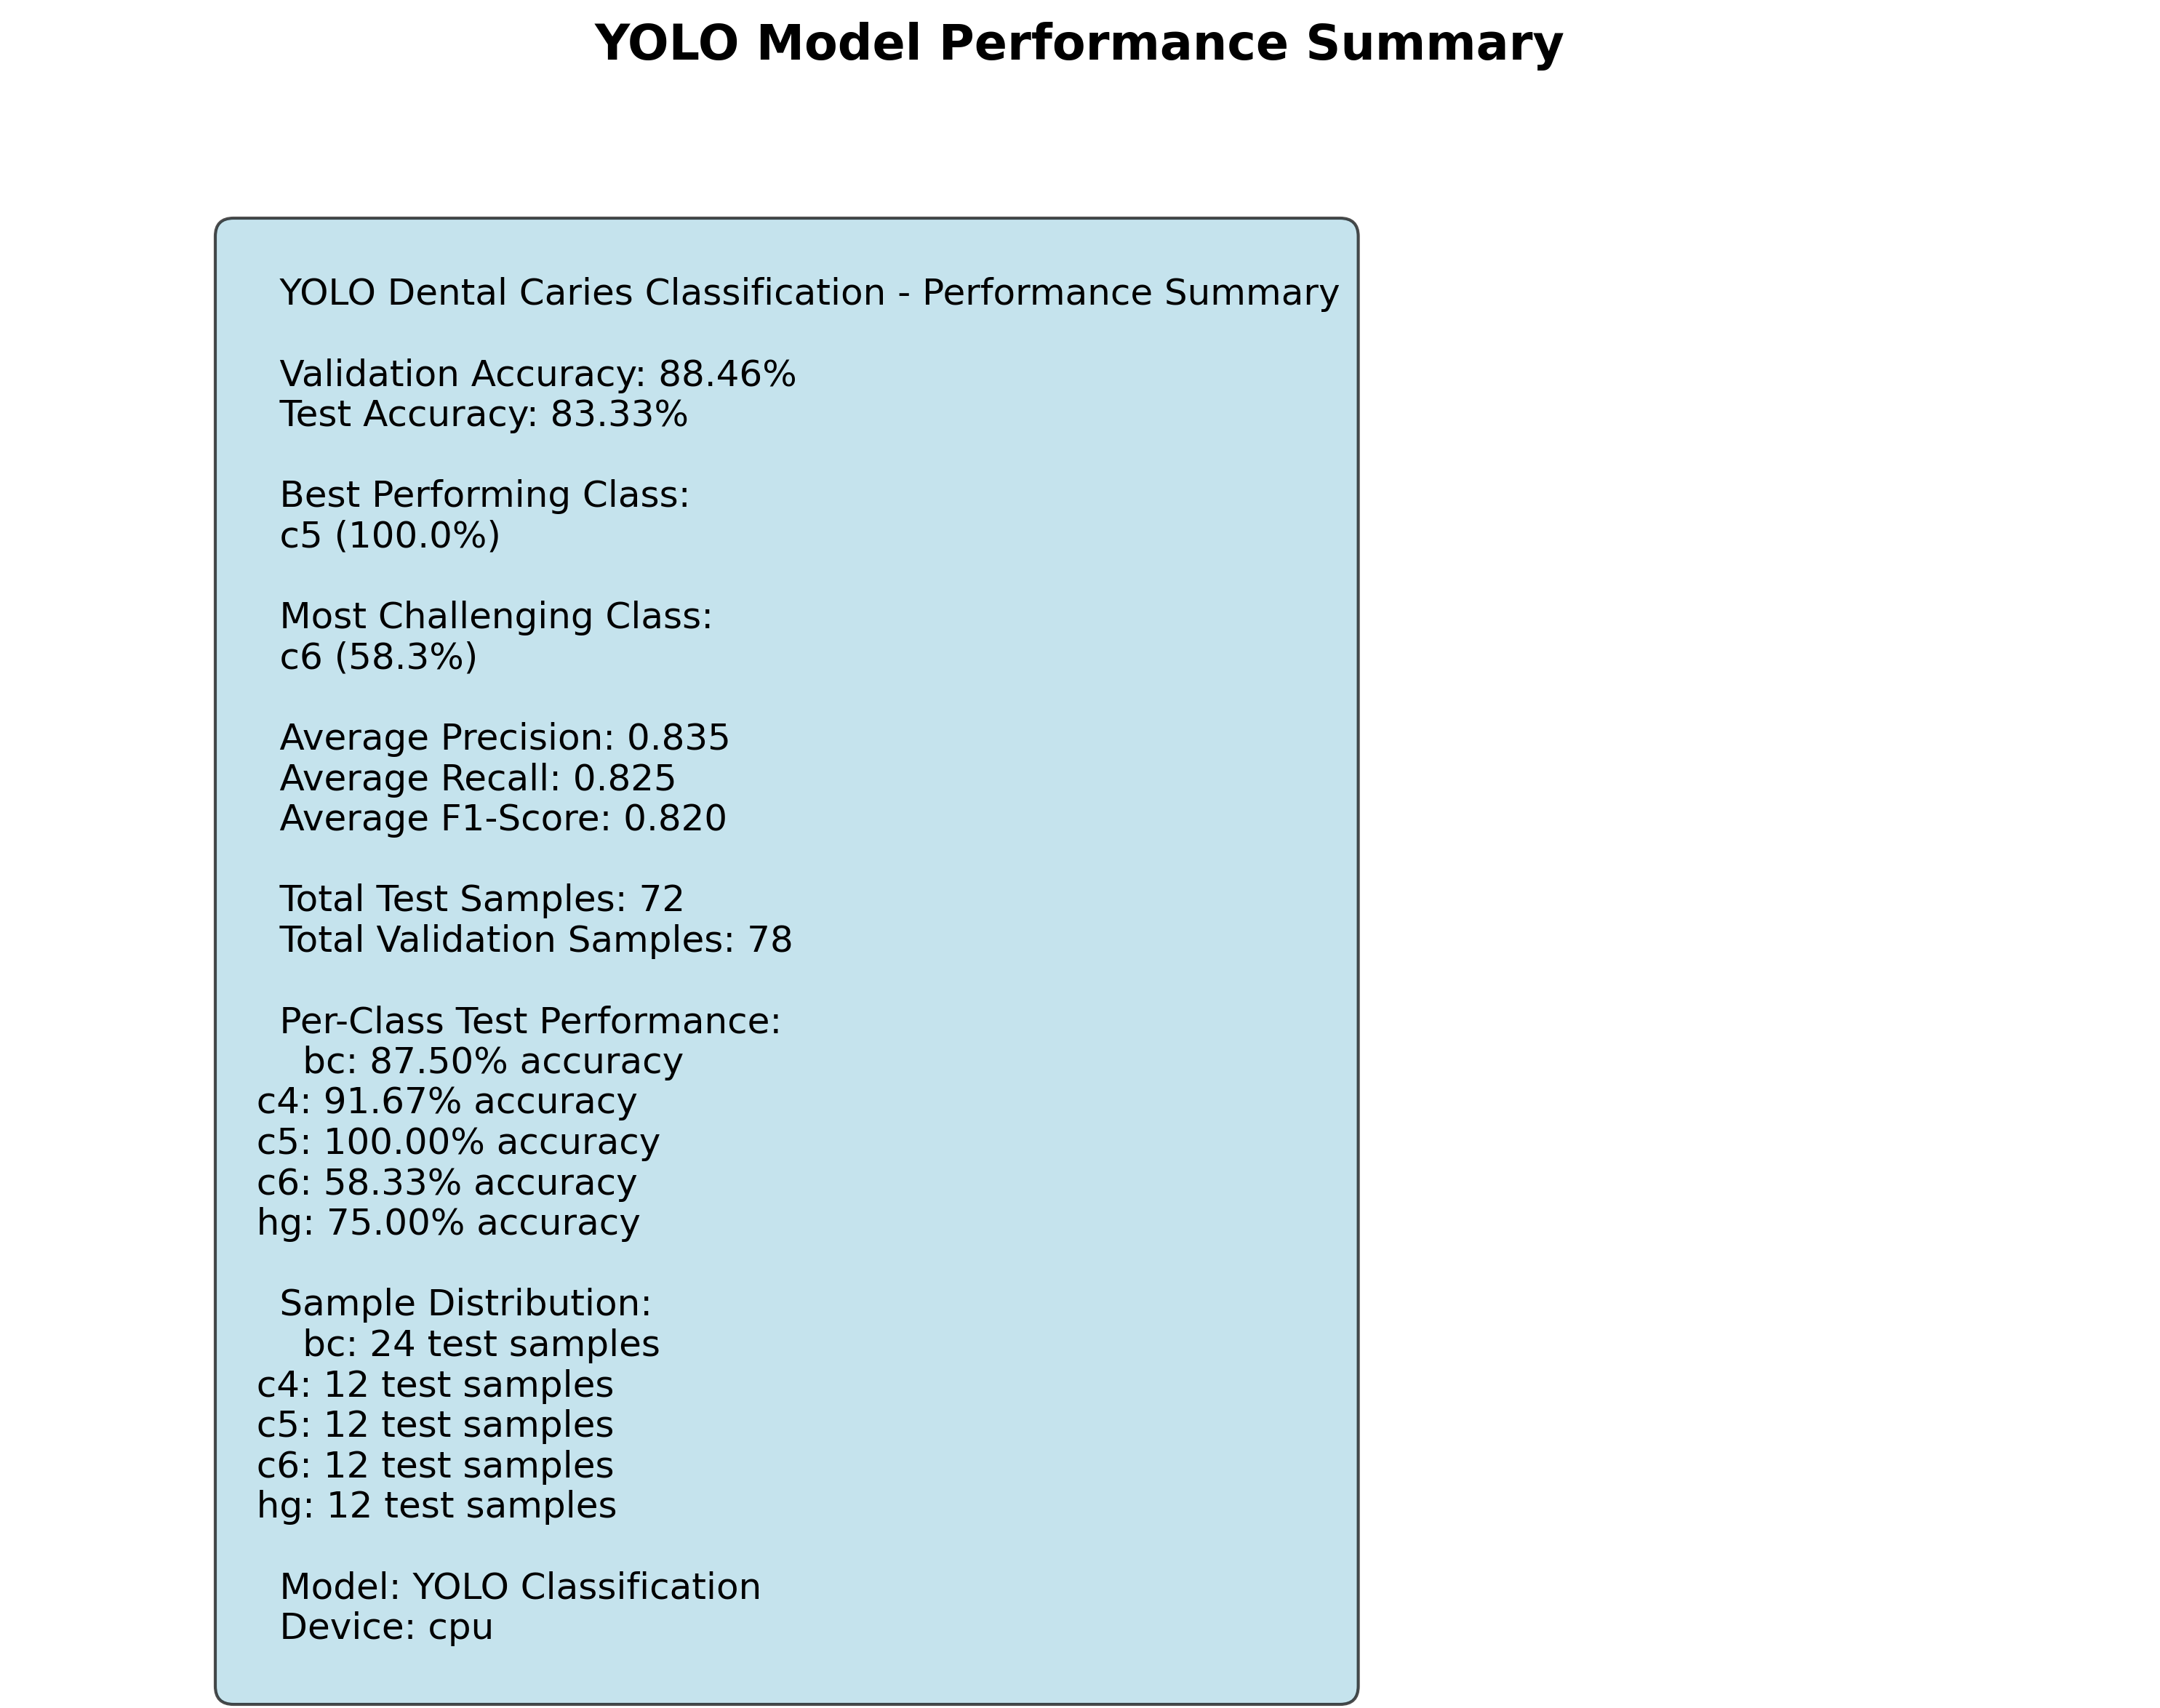 YOLO Model Performance Summary
YOLO Dental Caries Classification - Performance Summary
Validation Accuracy: 88.46%
Test Accuracy: 83.33%
Best Performing Class:
c5 (100.0%)
Most Challenging Class:
c6 (58.3%)
Average Precision: 0.835
Average Recall: 0.825
Average F1-Score: 0.820
Total Test Samples: 72
Total Validation Samples: 78
Per-Class Test Performance:
bc: 87.50% accuracy
c4: 91.67% accuracy
c5: 100.00% accuracy
c6: 58.33% accuracy
hg: 75.00% accuracy
Sample Distribution:
bc: 24 test samples
c4: 12 test samples
c5: 12 test samples
c6: 12 test samples
hg: 12 test samples
Model: YOLO Classification
Device: cpu